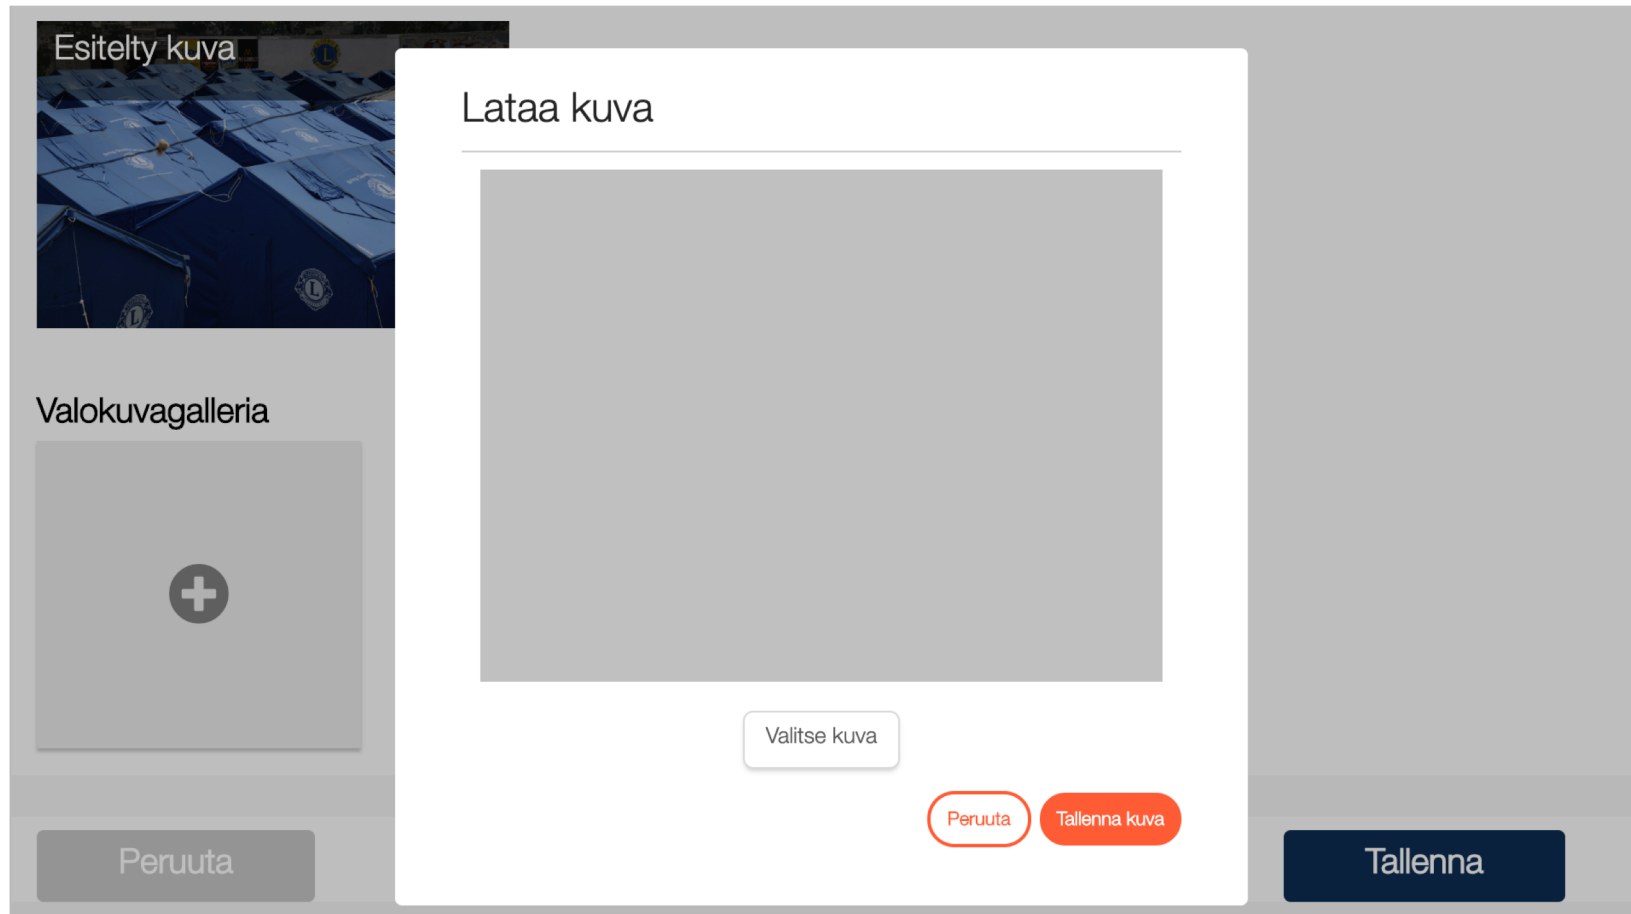 Esitelty kuva
Lataa kuva
Valokuvagalleria
Valitse kuva
Peruuta
Tallenna kuva
Peruuta
Tallenna